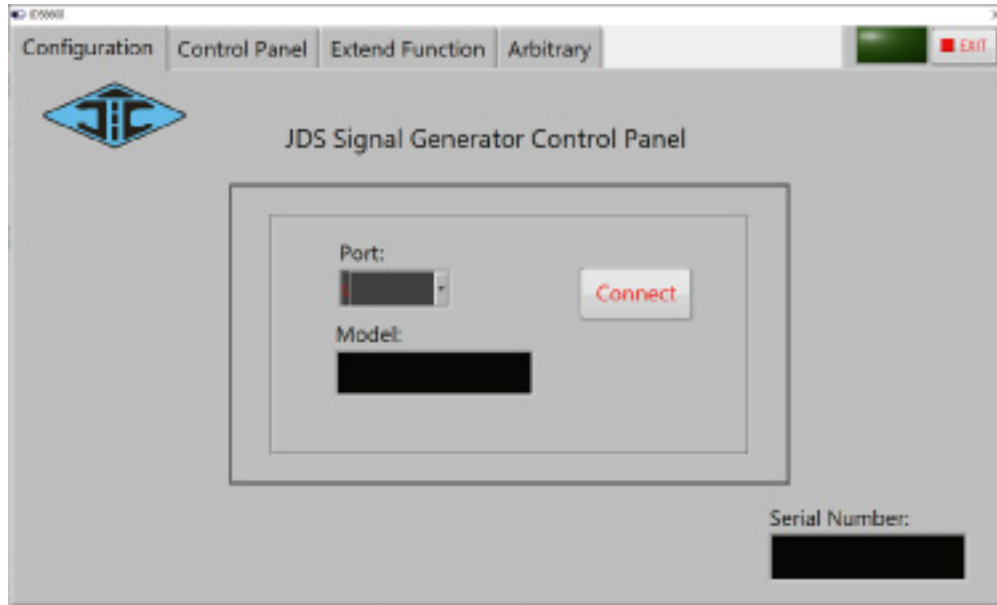 Configuration
Control Panel
Extend Function
Arbitrary
EXIT
JDS Signal Generator Control Panel
Port:
Connect
Model:
Serial Number: